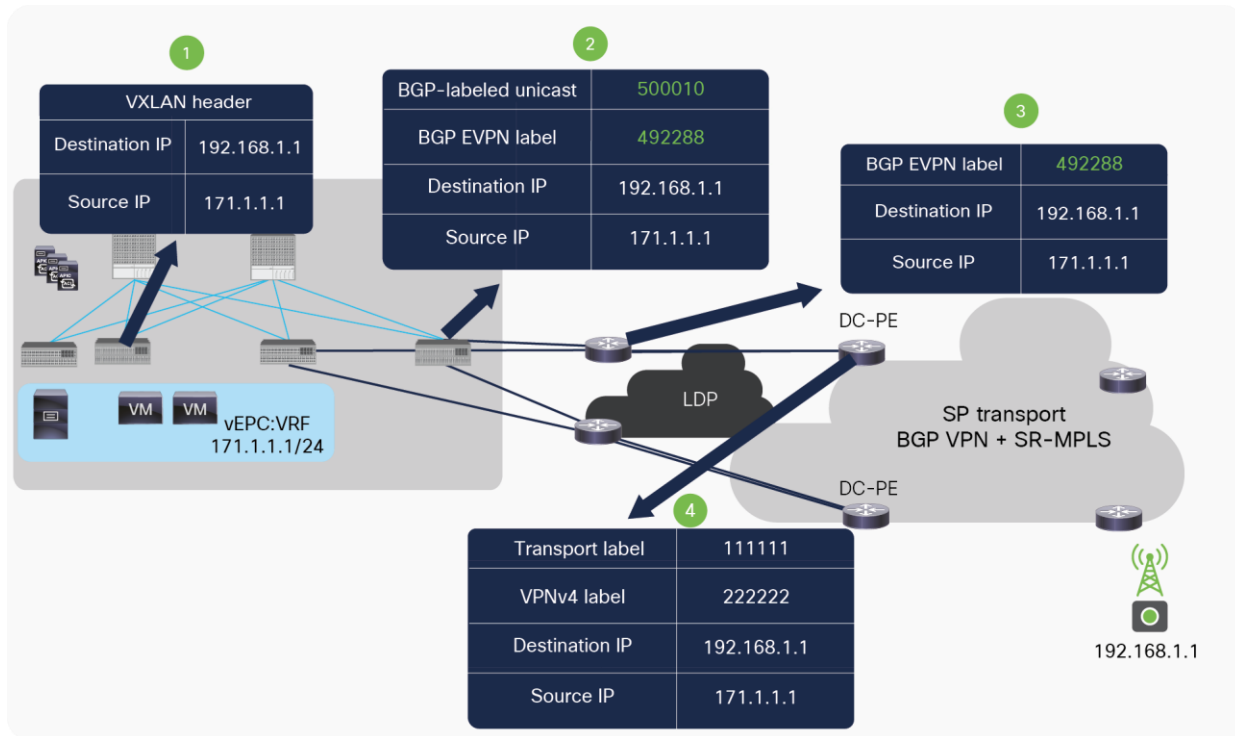 1
VXLAN header
Destination IP 192.168.1.1
Source IP 171.1.1.1
2
BGP-labeled unicast 500010
BGP EVPN label 492288
Destination IP 192.168.1.1
Source IP 171.1.1.1
3
BGP EVPN label 492288
Destination IP 192.168.1.1
Source IP 171.1.1.1
VM VM
vEPC:VRF
171.1.1.1/24
LDP
DC-PE
SP transport
BGP VPN + SR-MPLS
DC-PE
4
Transport label 111111
VPNv4 label 222222
Destination IP 192.168.1.1
Source IP 171.1.1.1
192.168.1.1